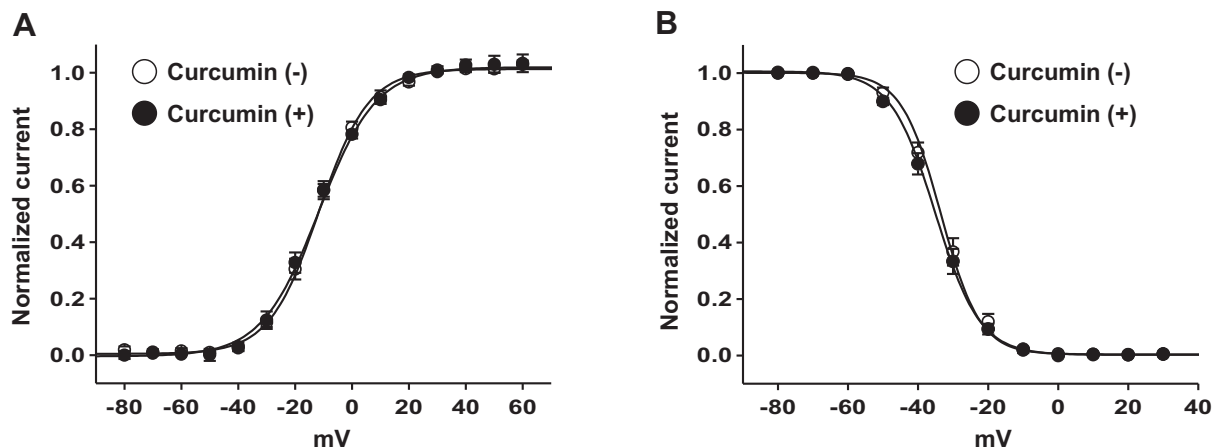 A
Curcumin (-)
Curcumin (+)
Normalized current
1.0
0.8
0.6
0.4
0.2
0.0
-80 -60 -40 -20 0 20 40 60
mV
B
Curcumin (-)
Curcumin (+)
Normalized current
1.0
0.8
0.6
0.4
0.2
0.0
-80 -60 -40 -20 0 20 40
mV